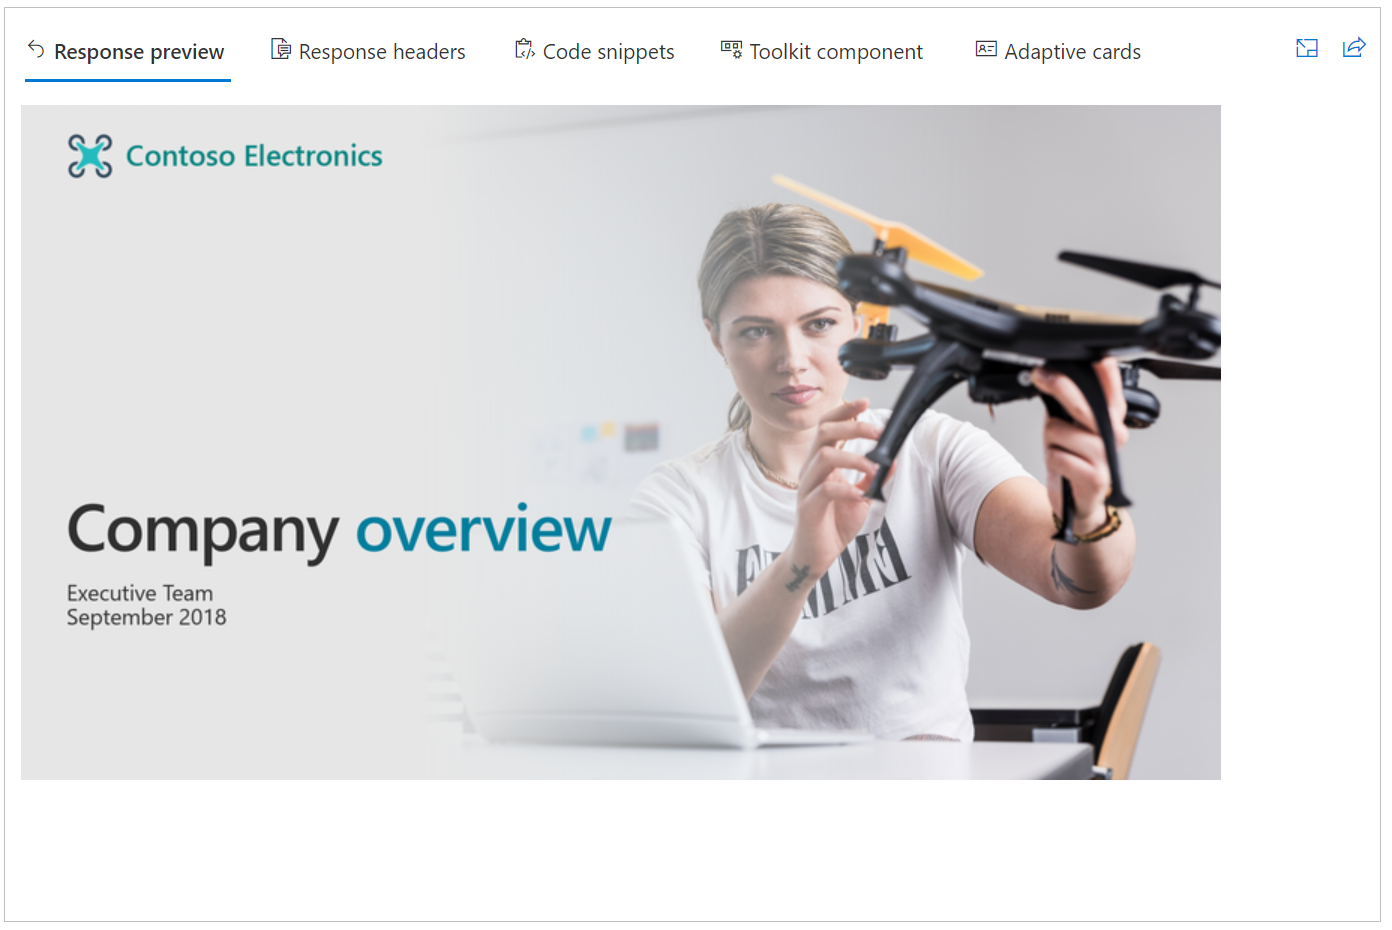 Response preview
Response headers
Code snippets
Toolkit component
Adaptive cards
Contoso Electronics
Company overview
Executive Team
September 2018